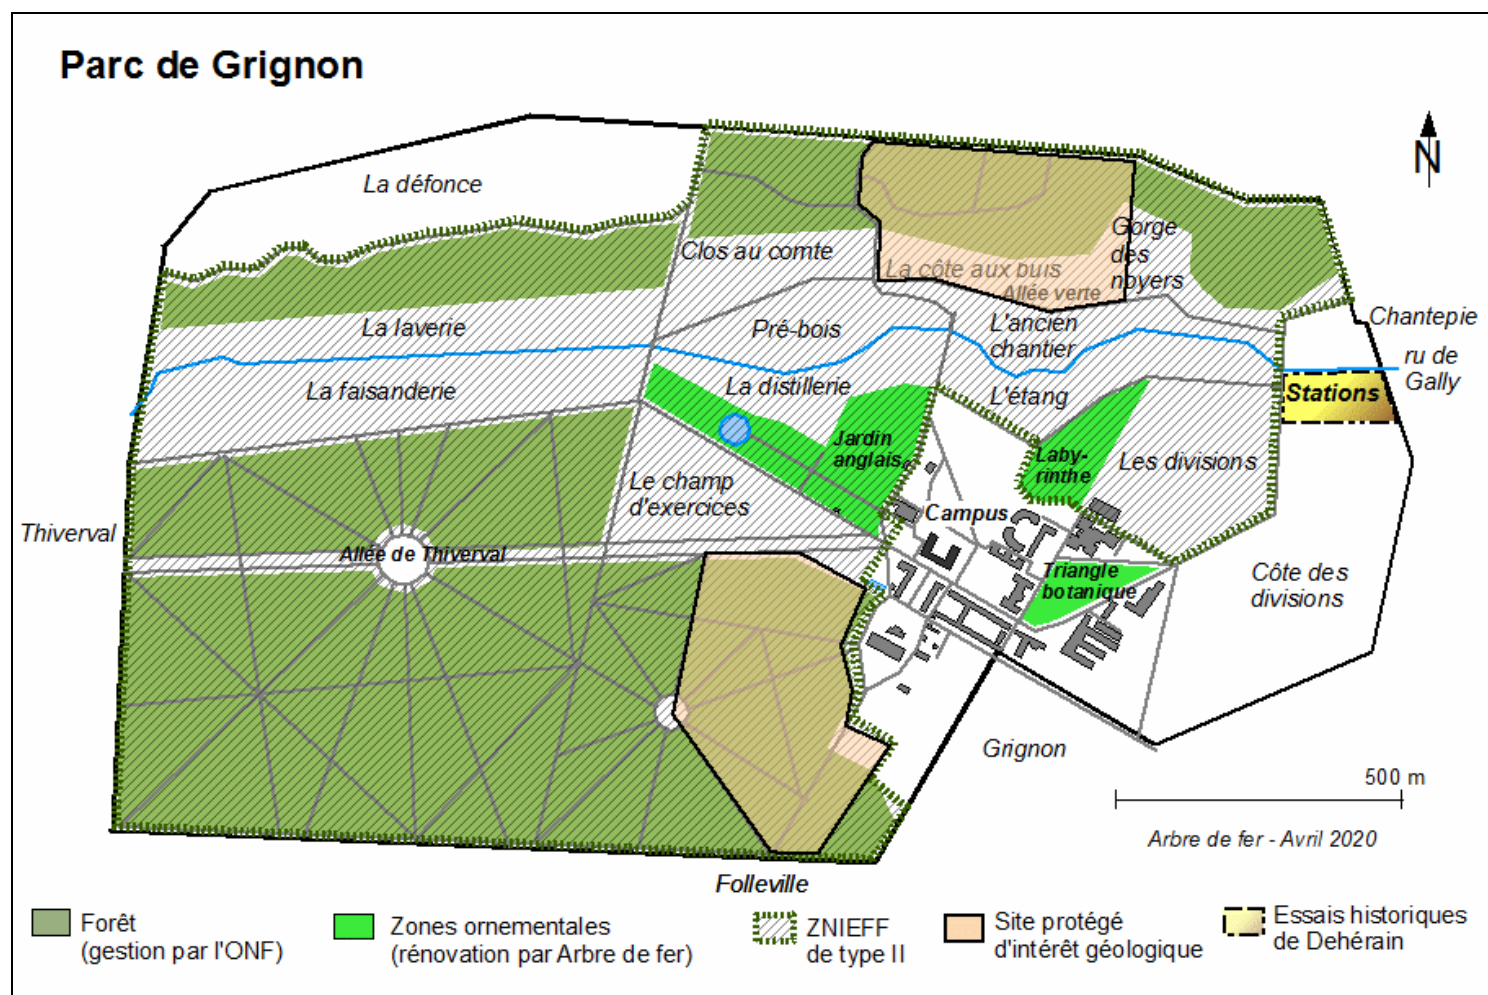 Parc de Grignon
N
La défonce
Clos au comte
Gorge
des
noyers
La côte aux buis
Allée verte
Chantepie
La laverie
Pré-bois
L'ancien
chantier
ru de
Gally
La faisanderie
La distillerie
L'étang
Stations
Jardin
anglais
Laby-
rinthe
Les divisions
Le champ
d'exercices
Campus
Thiverval
Allée de Thiverval
Triangle
botanique
Côte des
divisions
Grignon
500 m
Arbre de fer - Avril 2020
Folleville
Forêt
(gestion par l'ONF)
Zones ornementales
(rénovation par Arbre de fer)
ZNIEFF
de type II
Site protégé
d'intérêt géologique
Essais historiques
de Dehérain